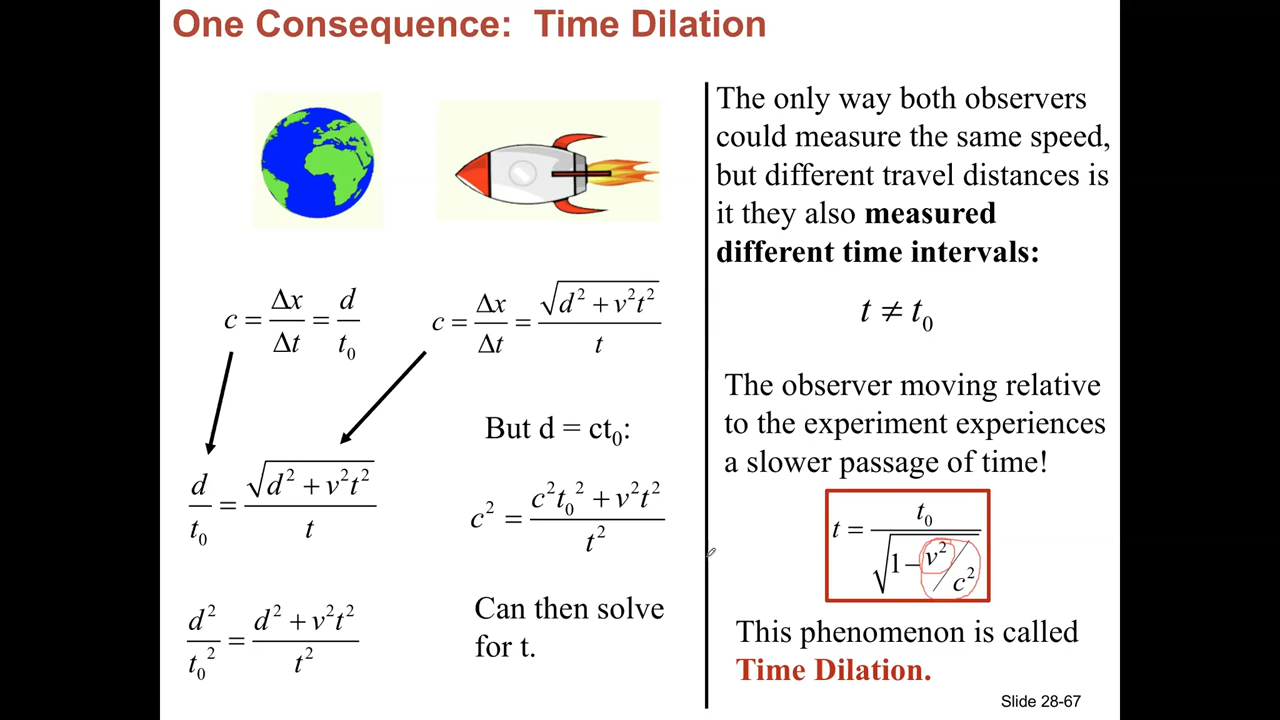 One Consequence: Time Dilation
c = Δx/Δt = d/t₀
c = Δx/Δt = √(d² + v²t²)/t
d/t₀ = √(d² + v²t²)/t
d²/t₀² = (d² + v²t²)/t²
But d = ct₀:
c² = (c²t₀² + v²t²)/t²
Can then solve
for t.
The only way both observers
could measure the same speed,
but different travel distances is
it they also measured
different time intervals:
t ≠ t₀
The observer moving relative
to the experiment experiences
a slower passage of time!
t = t₀/√(1 − v²/c²)
This phenomenon is called
Time Dilation.
Slide 28-67